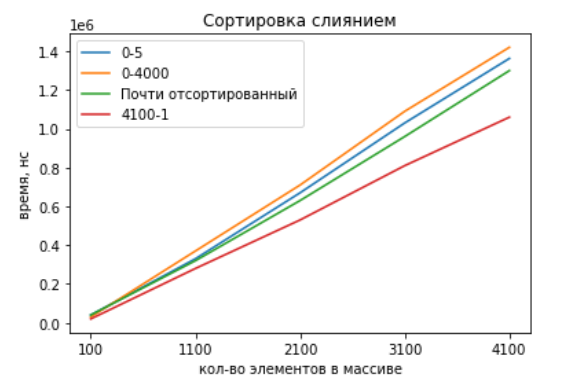 Сортировка слиянием
1e6
0-5
0-4000
Почти отсортированный
4100-1
1.4
1.2
1.0
0.8
0.6
0.4
0.2
0.0
время, нс
100 1100 2100 3100 4100
кол-во элементов в массиве